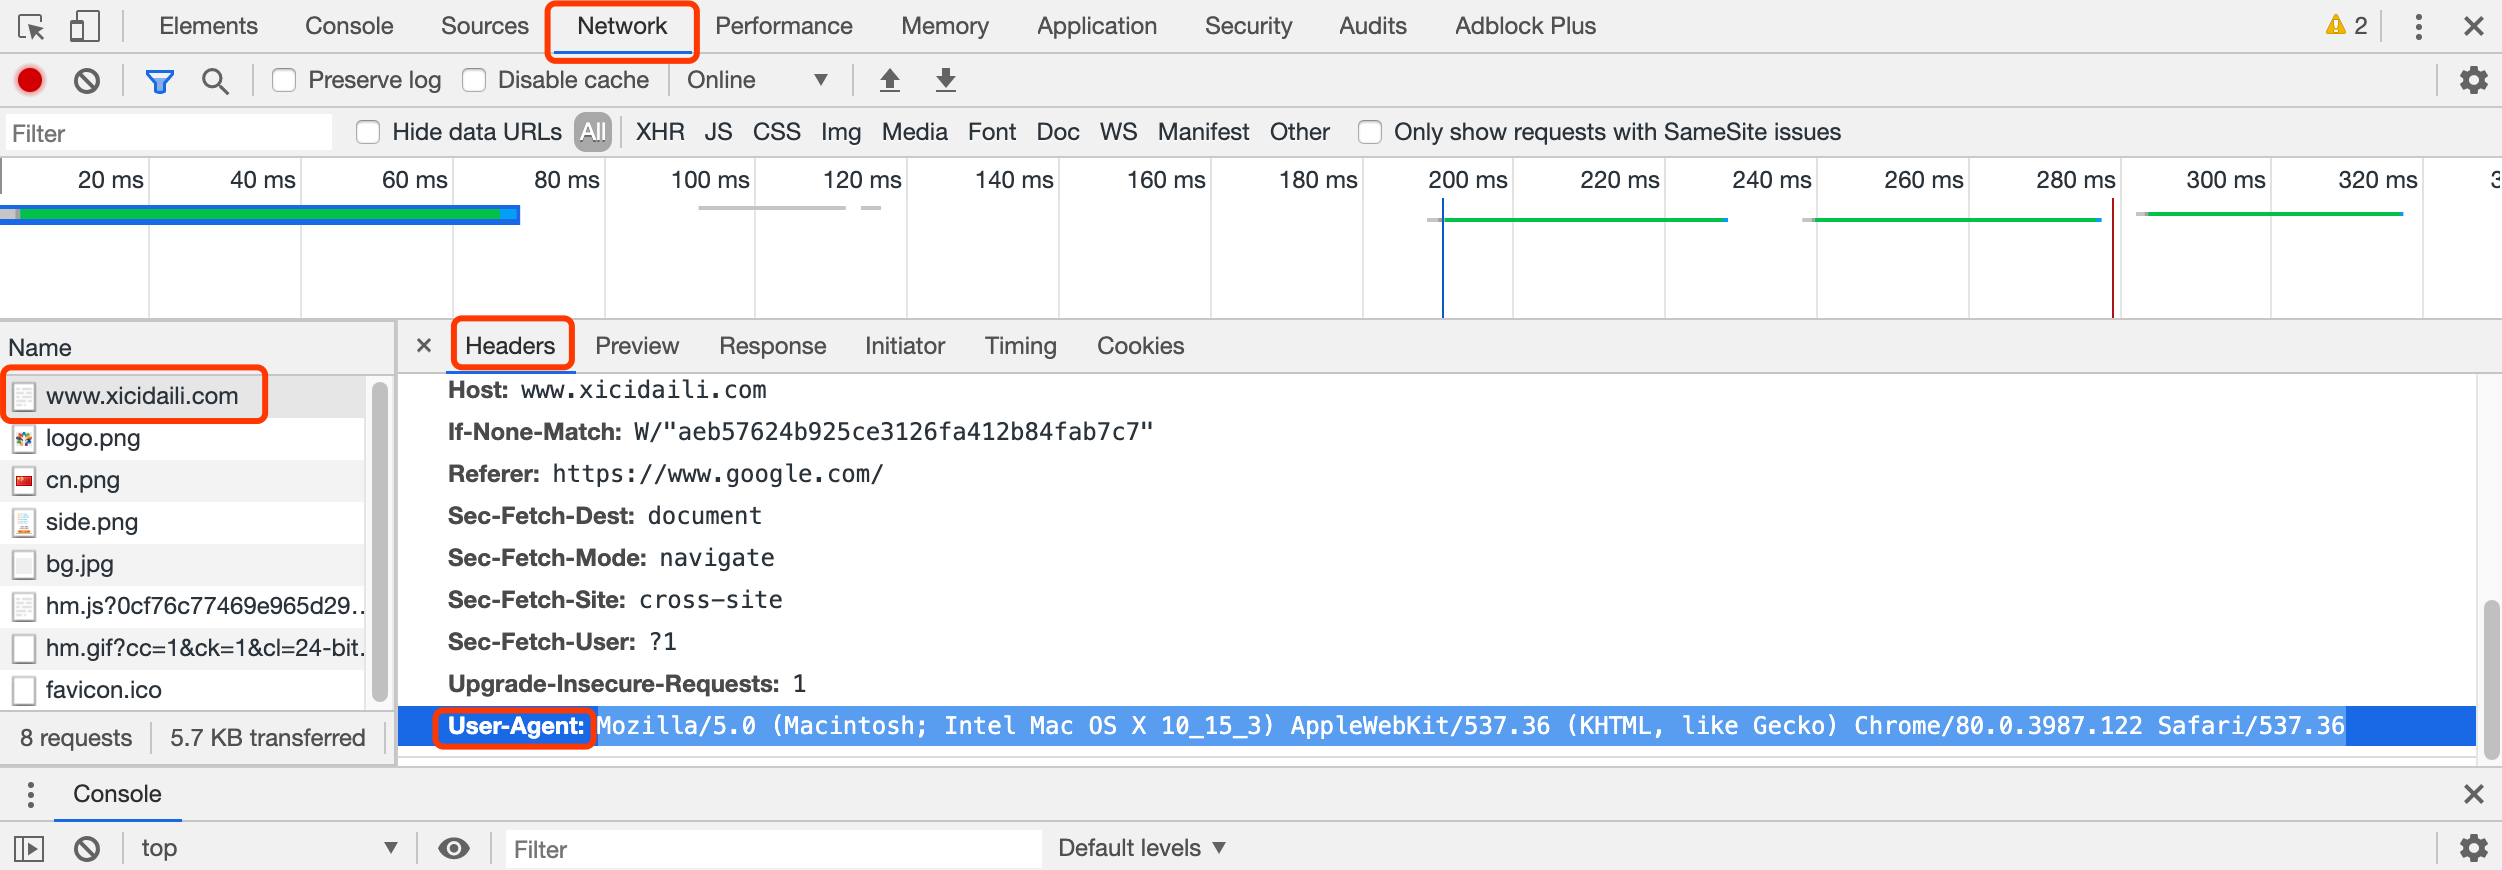 Elements Console Sources Network Performance Memory Application Security Audits Adblock Plus 2
Preserve log Disable cache Online
Filter Hide data URLs All XHR JS CSS Img Media Font Doc WS Manifest Other Only show requests with SameSite issues
20 ms 40 ms 60 ms 80 ms 100 ms 120 ms 140 ms 160 ms 180 ms 200 ms 220 ms 240 ms 260 ms 280 ms 300 ms 320 ms
Name
www.xicidaili.com
logo.png
cn.png
side.png
bg.jpg
hm.js?0cf76c77469e965d29..
hm.gif?cc=1&ck=1&cl=24-bit.
favicon.ico
8 requests 5.7 KB transferred
Headers Preview Response Initiator Timing Cookies
Host: www.xicidaili.com
If-None-Match: W/"aeb57624b925ce3126fa412b84fab7c7"
Referer: https://www.google.com/
Sec-Fetch-Dest: document
Sec-Fetch-Mode: navigate
Sec-Fetch-Site: cross-site
Sec-Fetch-User: ?1
Upgrade-Insecure-Requests: 1
User-Agent: Mozilla/5.0 (Macintosh; Intel Mac OS X 10_15_3) AppleWebKit/537.36 (KHTML, like Gecko) Chrome/80.0.3987.122 Safari/537.36
Console
top Filter Default levels